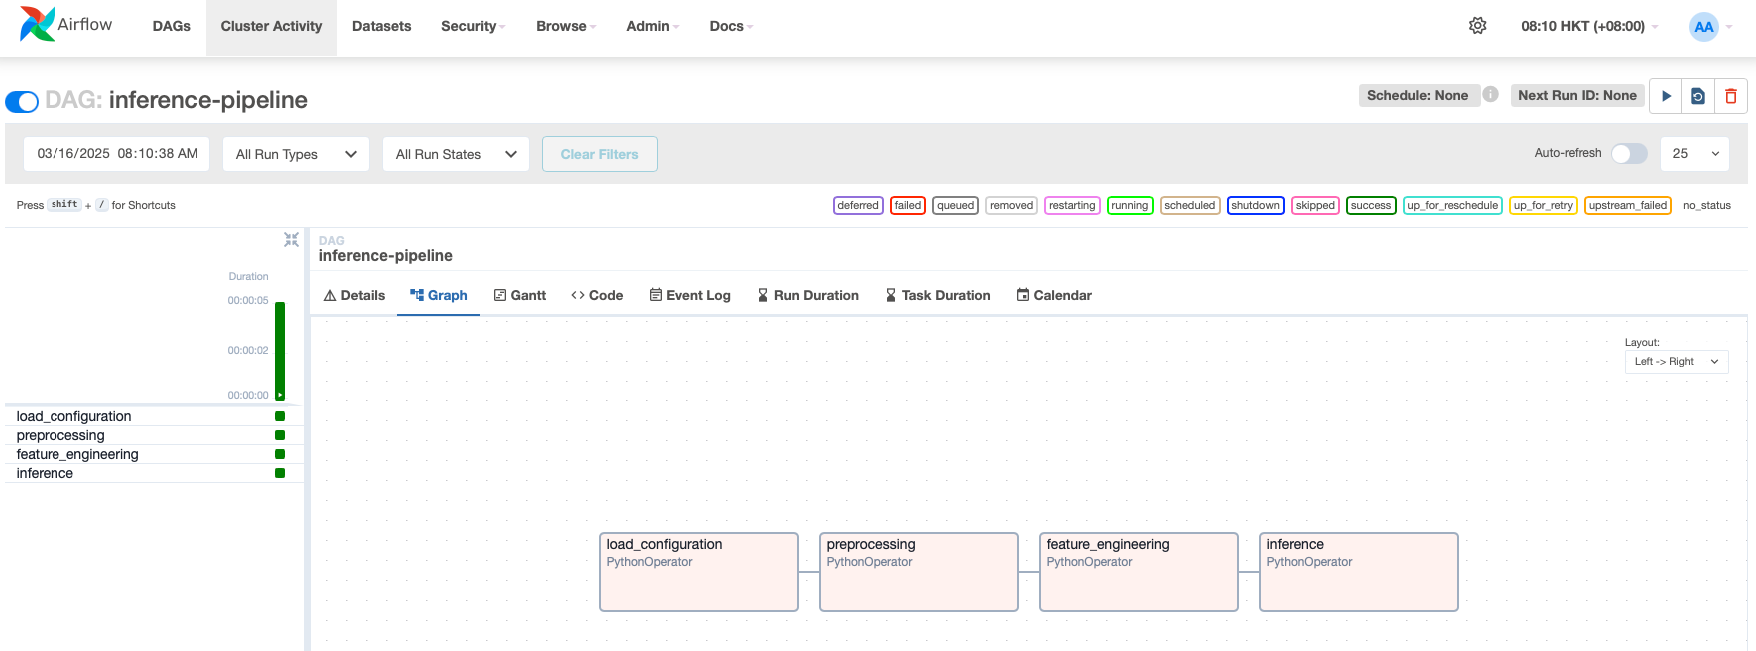 Airflow
DAGs Cluster Activity Datasets Security Browse Admin Docs 08:10 HKT (+08:00) AA
DAG: inference-pipeline Schedule: None i Next Run ID: None
03/16/2025 08:10:38 AM All Run Types All Run States Clear Filters Auto-refresh 25
Press shift + / for Shortcuts deferred failed queued removed restarting running scheduled shutdown skipped success up_for_reschedule up_for_retry upstream_failed no_status
DAG
inference-pipeline
Duration
00:00:05
00:00:02
00:00:00
load_configuration
preprocessing
feature_engineering
inference
Details Graph Gantt Code Event Log Run Duration Task Duration Calendar
Layout:
Left -> Right
load_configuration preprocessing feature_engineering inference
PythonOperator PythonOperator PythonOperator PythonOperator